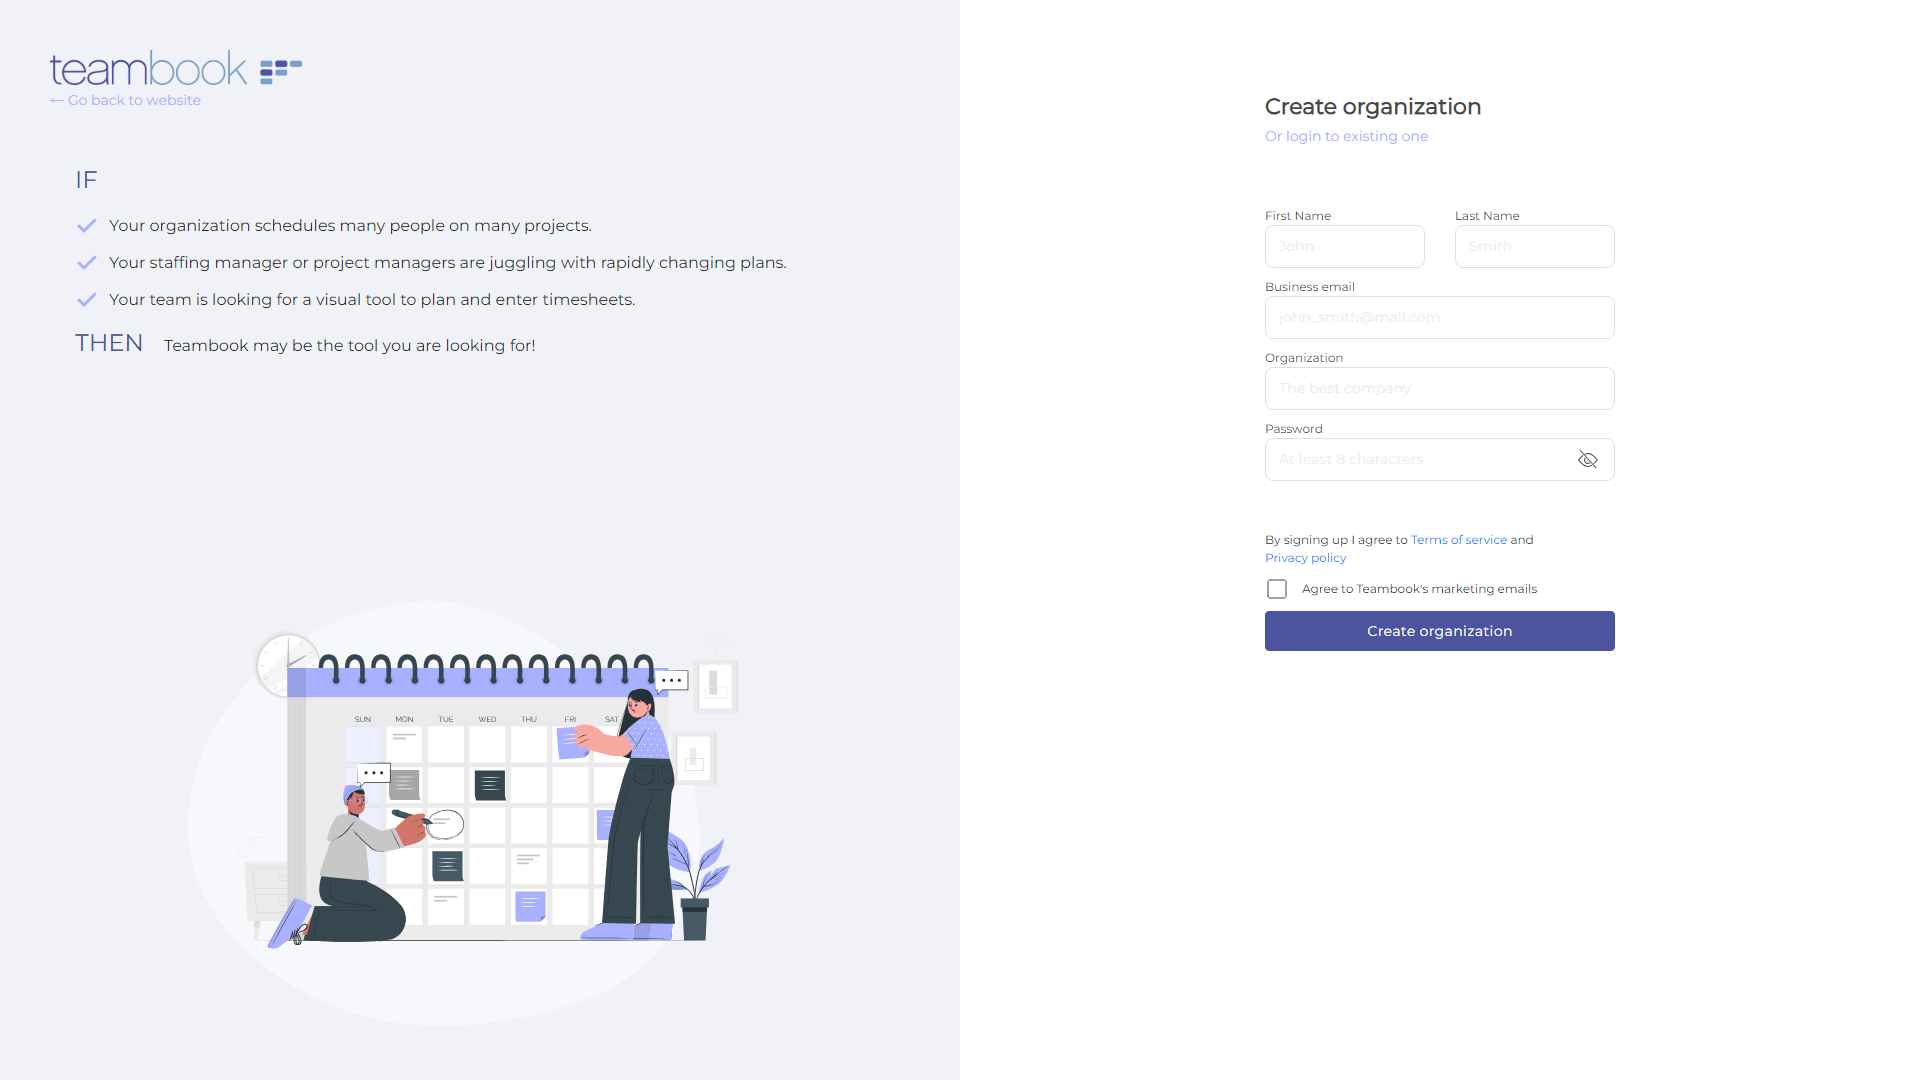 teambook
← Go back to website
IF
Your organization schedules many people on many projects.
Your staffing manager or project managers are juggling with rapidly changing plans.
Your team is looking for a visual tool to plan and enter timesheets.
THEN Teambook may be the tool you are looking for!
SUN MON TUE WED THU FRI SAT
Create organization
Or login to existing one
First Name Last Name
John Smith
Business email
john_smith@mail.com
Organization
The best company
Password
At least 8 characters
By signing up I agree to Terms of service and
Privacy policy
Agree to Teambook's marketing emails
Create organization